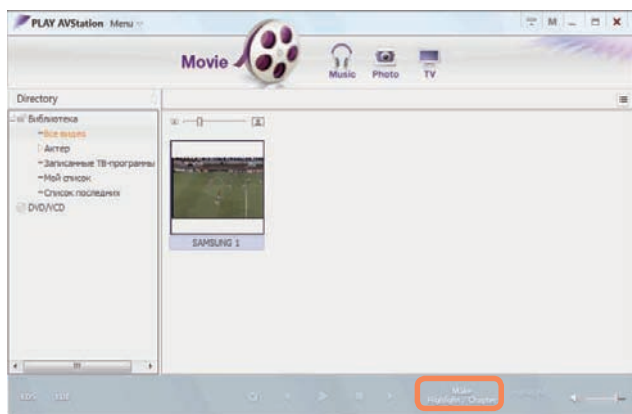 PLAY AVStation Menu
M
Movie
Music
Photo
TV
Directory
Библиотека
Все видео
Актер
Записанные ТВ-программы
Мой список
Список последних
DVD/VCD
SAMSUNG 1
EDS
Make
Highlight / Chapter